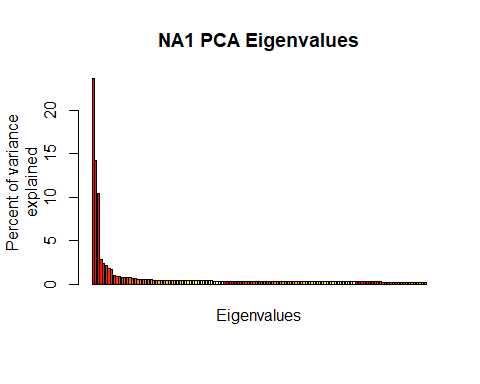 NA1 PCA Eigenvalues
Percent of variance
explained
20
15
10
5
0
Eigenvalues